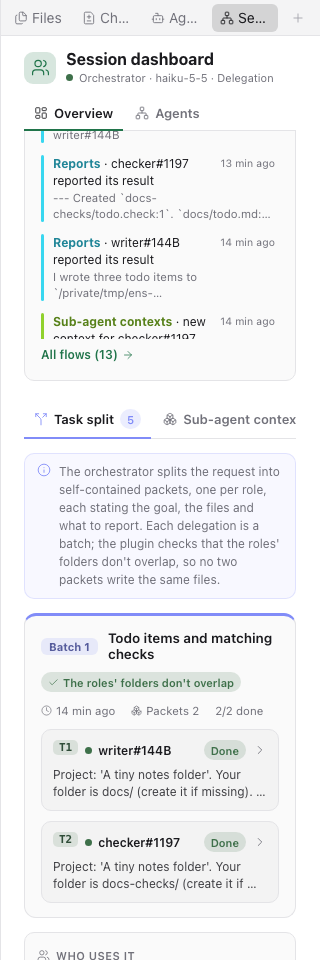 Files Ch... Ag... Se...
Session dashboard
Orchestrator · haiku-5-5 · Delegation
Overview Agents
writer#144B
Reports · checker#1197 13 min ago
reported its result
--- Created `docs-
checks/todo.check:1`. `docs/todo.md:...
Reports · writer#144B 14 min ago
reported its result
I wrote three todo items to
`/private/tmp/ens-...
Sub-agent contexts · new 14 min ago
context for checker#1197
All flows (13) →
Task split 5 Sub-agent contex
The orchestrator splits the request into
self-contained packets, one per role,
each stating the goal, the files and
what to report. Each delegation is a
batch; the plugin checks that the roles'
folders don't overlap, so no two
packets write the same files.
Batch 1 Todo items and matching
checks
The roles' folders don't overlap
14 min ago Packets 2 2/2 done
T1 writer#144B Done
Project: 'A tiny notes folder'. Your
folder is docs/ (create it if missing). ...
T2 checker#1197 Done
Project: 'A tiny notes folder'. Your
folder is docs-checks/ (create it if ...
WHO USES IT